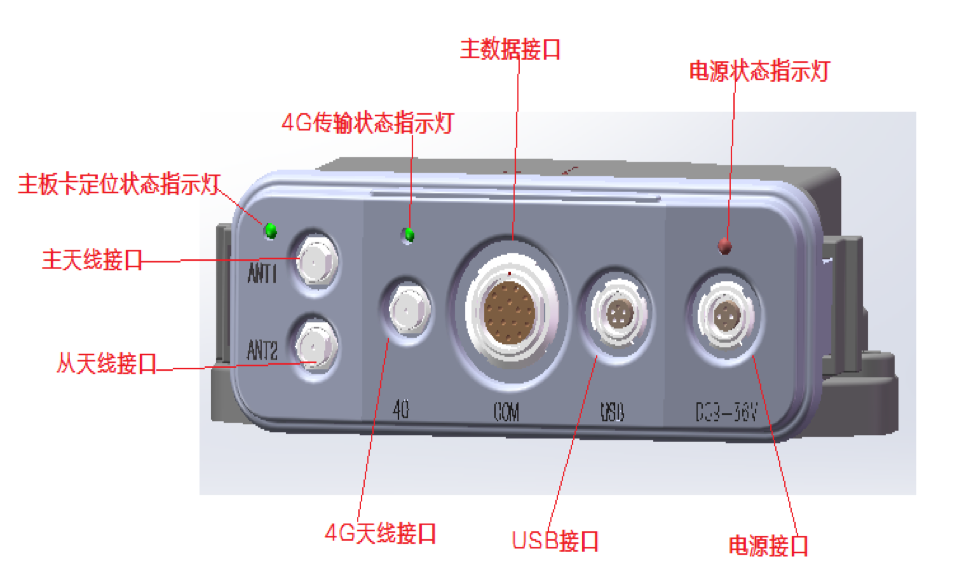 主数据接口
电源状态指示灯
4G传输状态指示灯
主板卡定位状态指示灯
主天线接口
ANT1
从天线接口
ANT2
4G
COM
USB
DC9-36V
4G天线接口
USB接口
电源接口